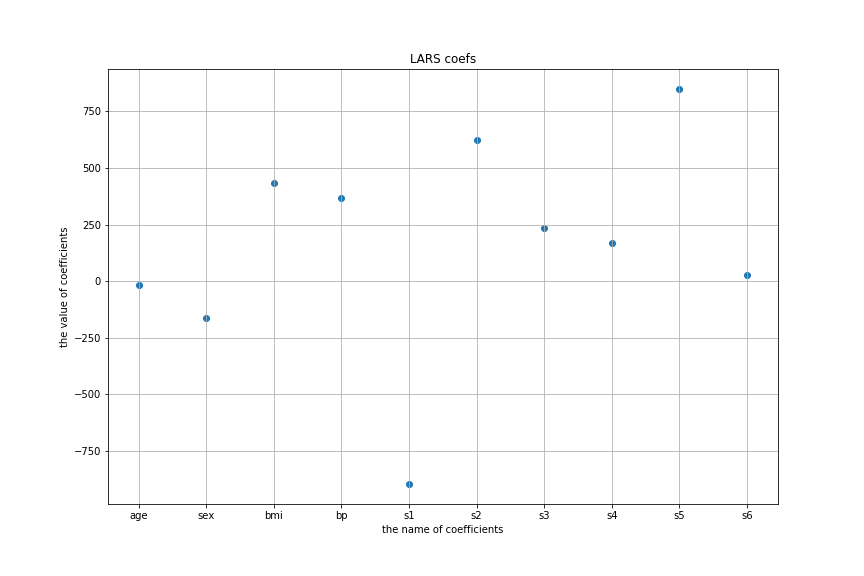 LARS coefs
750
500
250
0
−250
−500
−750
the value of coefficients
age sex bmi bp s1 s2 s3 s4 s5 s6
the name of coefficients